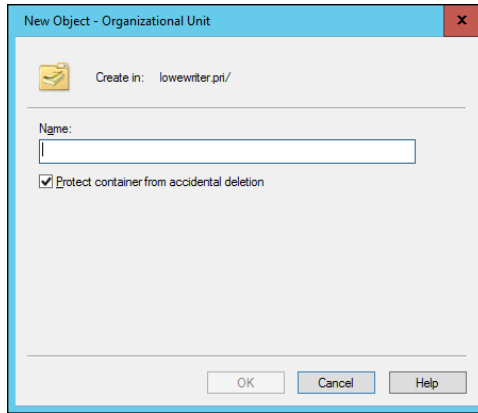 New Object - Organizational Unit
x
Create in: lowewriter.pri/
Name:
Protect container from accidental deletion
OK Cancel Help